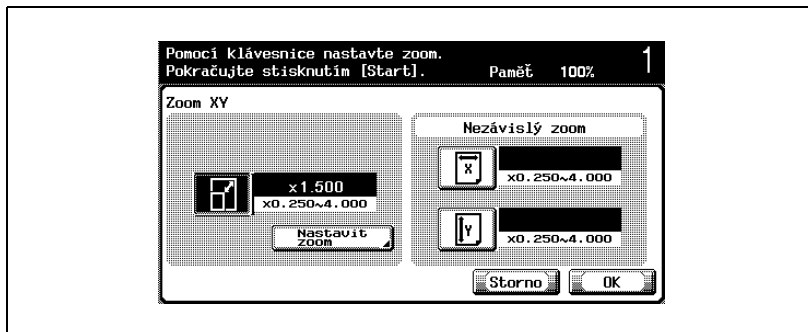 Pomocí klávesnice nastavte zoom.
Pokračujte stisknutím [Start].
Paměť 100%
1
Zoom XY
x1.500
x0.250~4.000
Nastavit
zoom
Nezávislý zoom
X
x0.250~4.000
Y
x0.250~4.000
Storno
OK